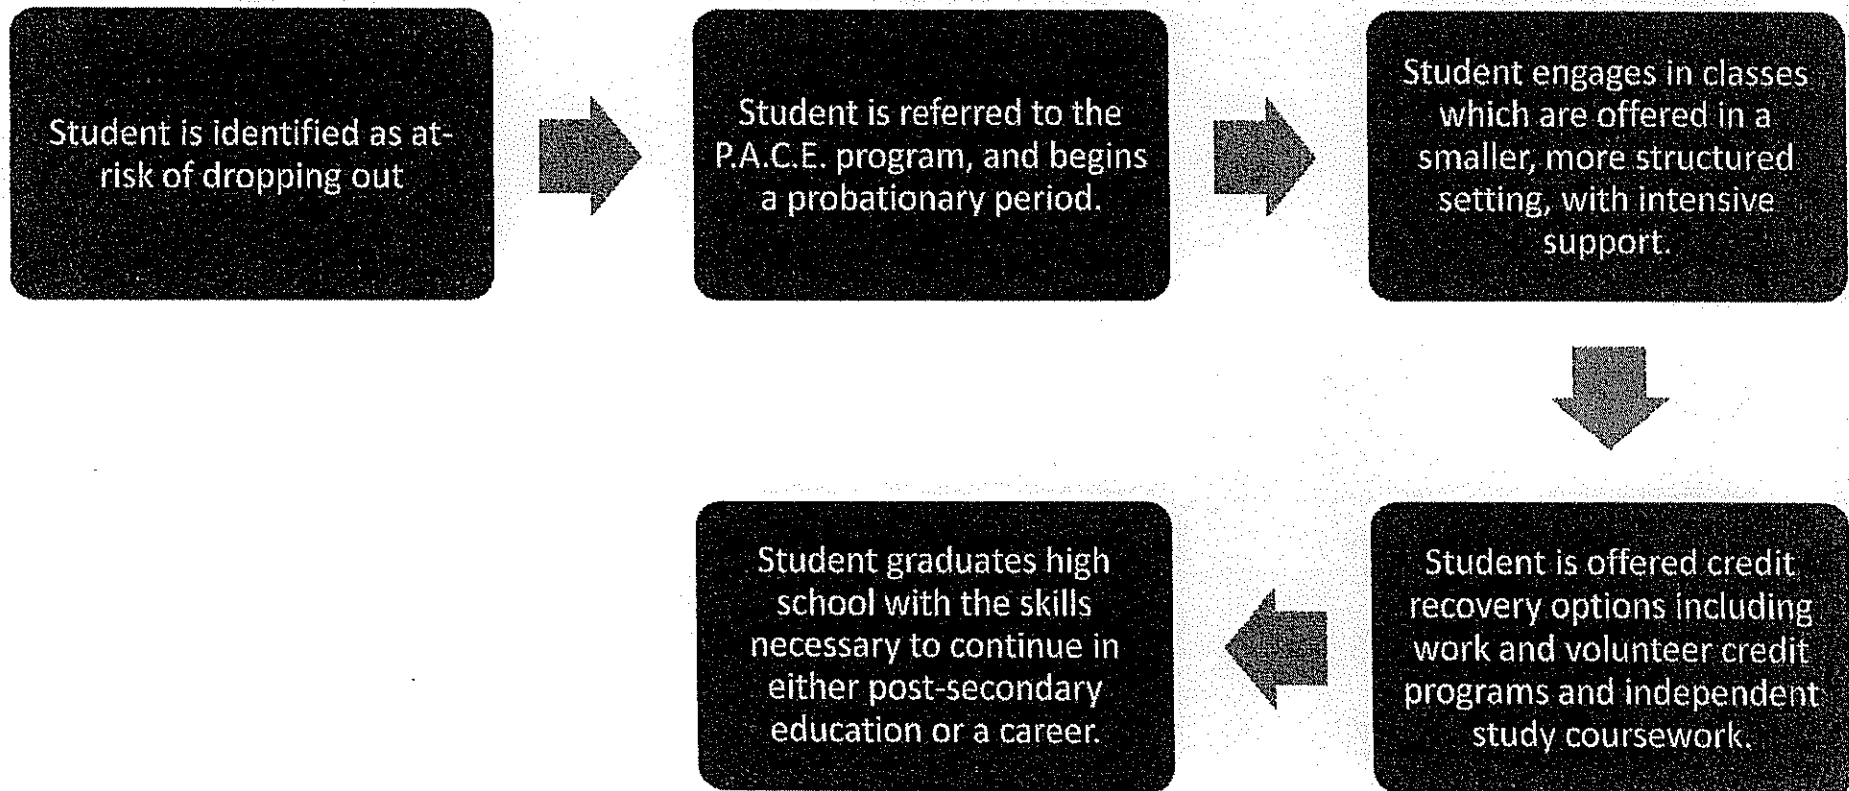 Student is identified as at-
risk of dropping out
Student is referred to the
P.A.C.E. program, and begins
a probationary period.
Student engages in classes
which are offered in a
smaller, more structured
setting, with intensive
support.
Student is offered credit
recovery options including
work and volunteer credit
programs and independent
study coursework.
Student graduates high
school with the skills
necessary to continue in
either post-secondary
education or a career.